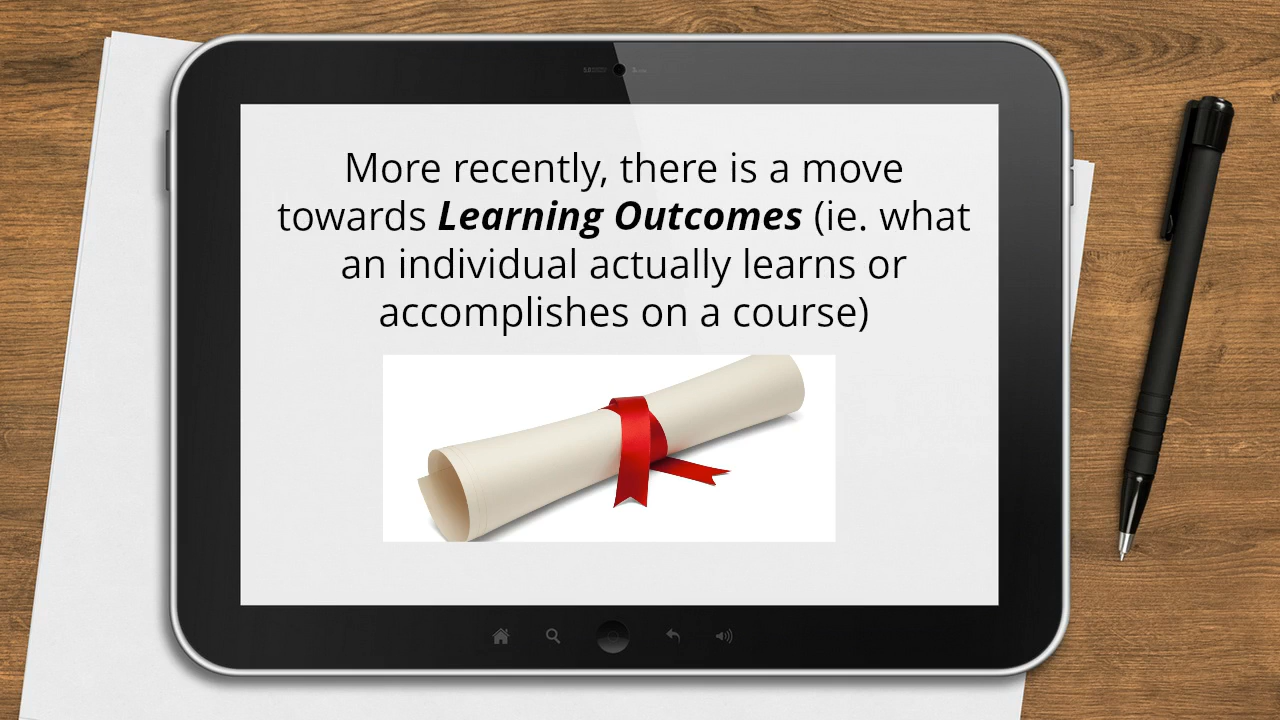 More recently, there is a move
towards Learning Outcomes (ie. what
an individual actually learns or
accomplishes on a course)